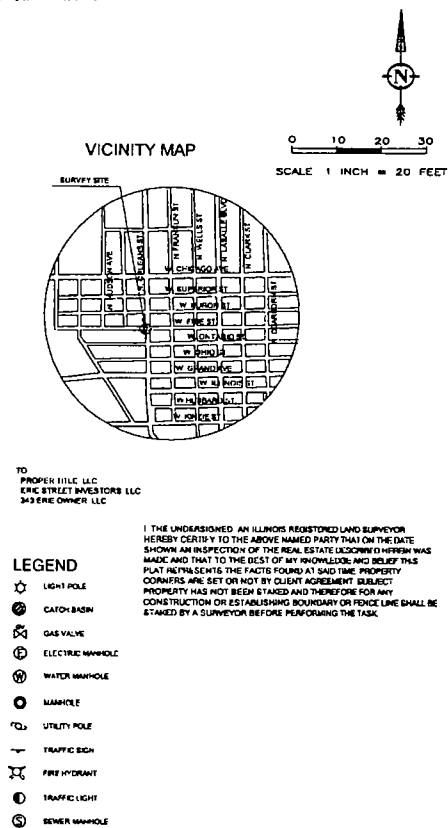 N
0 10 20 30
SCALE 1 INCH = 20 FEET
VICINITY MAP
SURVEY SITE
N HUDSON AVE
N ORLEANS ST
N FRANKLIN ST
N WELLS ST
N LASALLE BLVD
N CLARK ST
N DEARBORN ST
W CHICAGO AVE
W SUPERIOR ST
W HURON ST
W ERIE ST
W ONTARIO ST
W OHIO ST
W GRAND AVE
W ILLINOIS ST
W HUBBARD ST
W KINZIE ST
TO
PROPER TITLE LLC
ERIE STREET INVESTORS LLC
343 ERIE OWNER LLC
I THE UNDERSIGNED AN ILLINOIS REGISTERED LAND SURVEYOR
HEREBY CERTIFY TO THE ABOVE NAMED PARTY THAT ON THE DATE
SHOWN AN INSPECTION OF THE REAL ESTATE DESCRIBED HEREIN WAS
MADE AND THAT TO THE BEST OF MY KNOWLEDGE AND BELIEF THIS
PLAT REPRESENTS THE FACTS FOUND AT SAID TIME PROPERTY
CORNERS ARE SET OR NOT BY CLIENT AGREEMENT SUBJECT
PROPERTY HAS NOT BEEN STAKED AND THEREFORE FOR ANY
CONSTRUCTION OR ESTABLISHING BOUNDARY OR FENCE LINE SHALL BE
STAKED BY A SURVEYOR BEFORE PERFORMING THE TASK
LEGEND
LIGHT POLE
CATCH BASIN
GAS VALVE
E ELECTRIC MANHOLE
W WATER MANHOLE
MANHOLE
UTILITY POLE
TRAFFIC SIGN
FIRE HYDRANT
TRAFFIC LIGHT
S SEWER MANHOLE